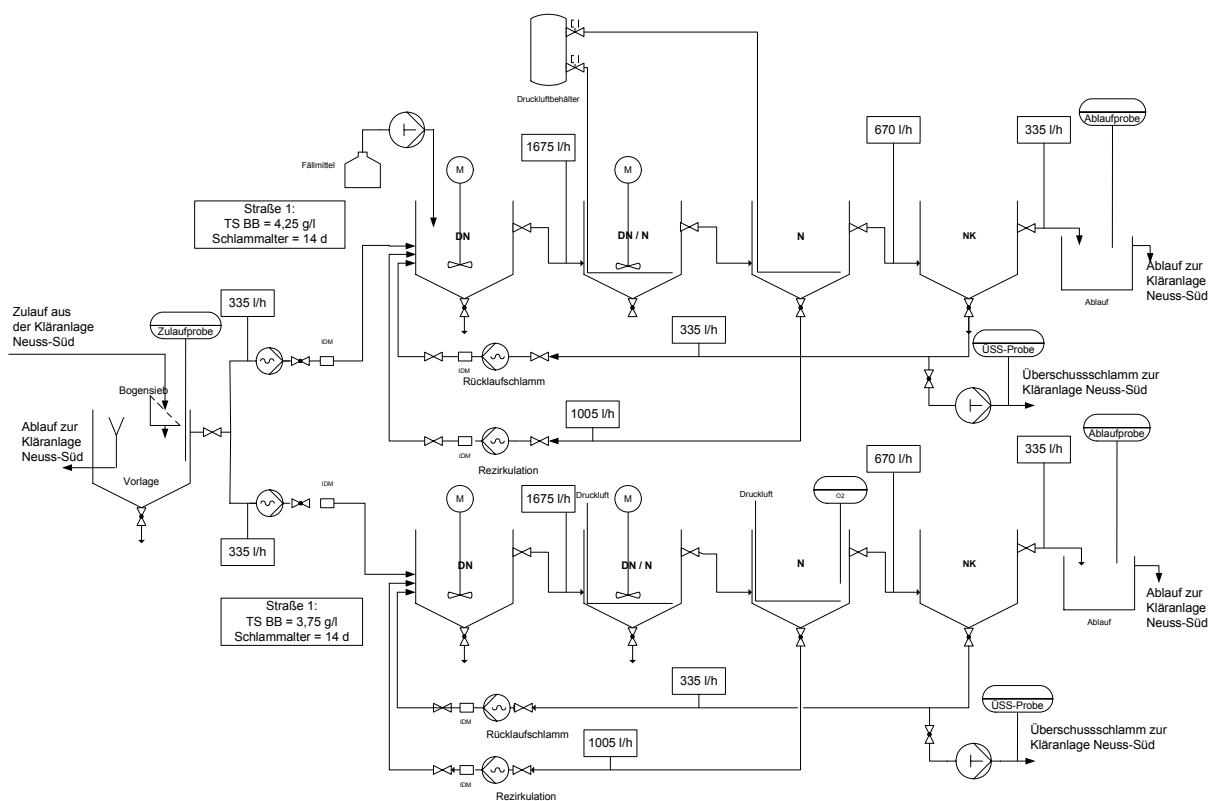 Druckluftbehälter
Ablaufprobe
1675 l/h
670 l/h
335 l/h
Fällmittel
M
M
Straße 1:
TS BB = 4,25 g/l
Schlammalter = 14 d
DN
DN / N
N
NK
Ablauf zur
Kläranlage
Neuss-Süd
Ablauf
335 l/h
Zulauf aus
der Kläranlage
Neuss-Süd
Zulaufprobe
IDM
335 l/h
ÜSS-Probe
IDM
Rücklaufschlamm
Überschussschlamm zur
Kläranlage Neuss-Süd
Bogensieb
1005 l/h
Ablauf zur
Kläranlage
Neuss-Süd
IDM
Rezirkulation
Vorlage
Ablaufprobe
670 l/h
335 l/h
IDM
M
1675 l/h
Druckluft
M
Druckluft
O2
335 l/h
DN
DN / N
N
NK
Ablauf zur
Kläranlage
Neuss-Süd
Ablauf
Straße 1:
TS BB = 3,75 g/l
Schlammalter = 14 d
335 l/h
ÜSS-Probe
IDM
Rücklaufschlamm
Überschussschlamm zur
Kläranlage Neuss-Süd
1005 l/h
IDM
Rezirkulation